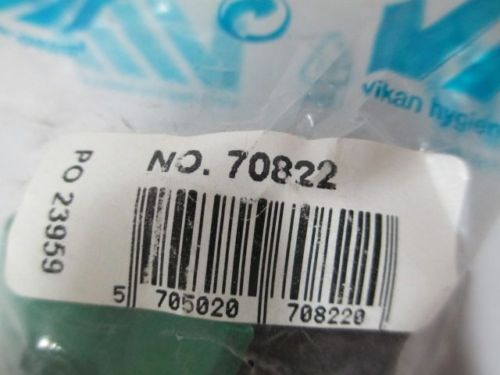 vikan hygien
NO. 70822
PO 23959
5 705020 708220